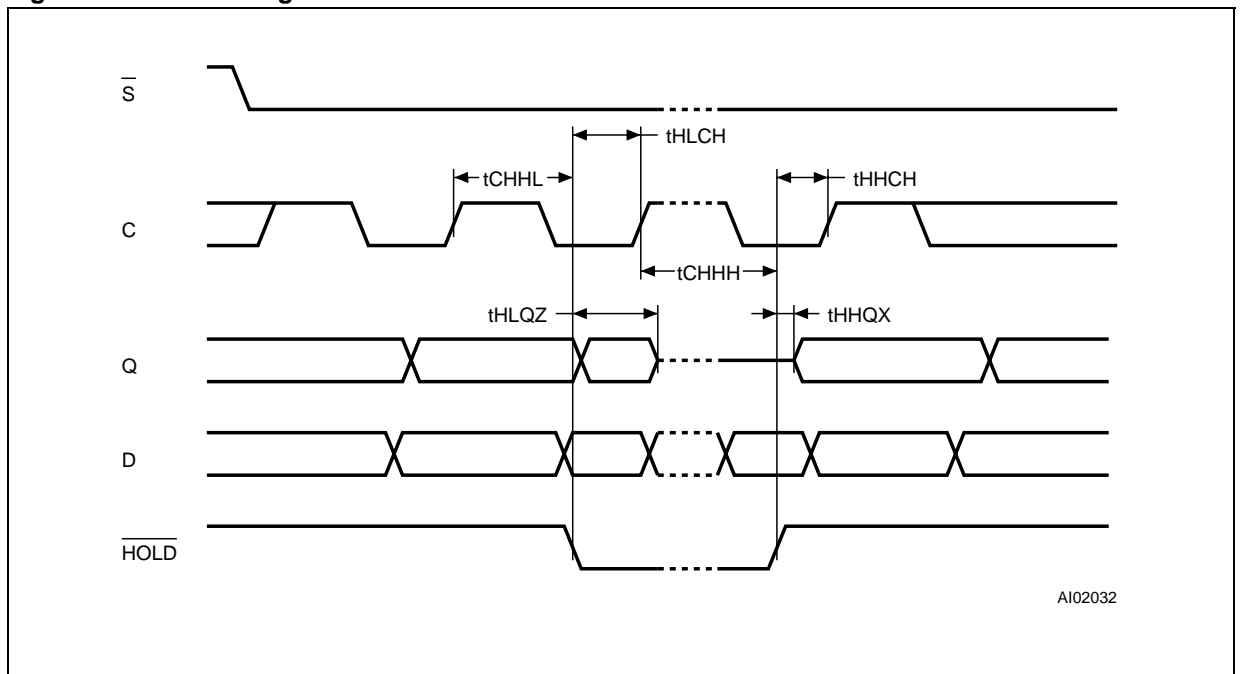 S
tHLCH
tCHHL
tHHCH
C
tCHHH
tHLQZ
tHHQX
Q
D
HOLD
AI02032